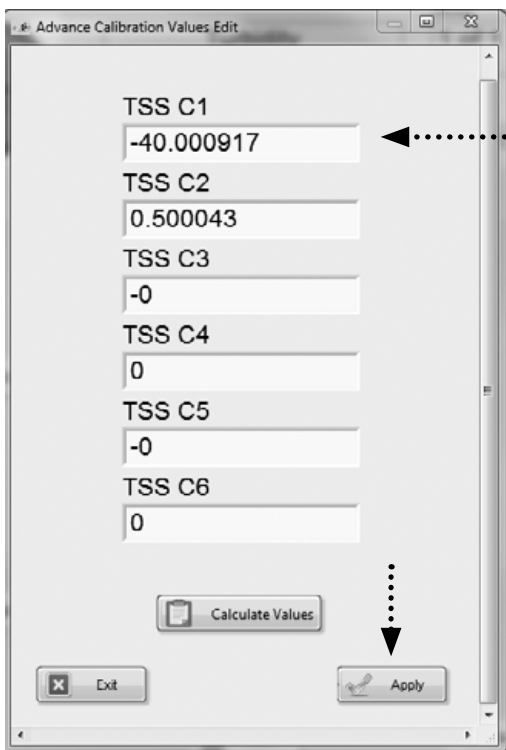 Advance Calibration Values Edit
TSS C1
-40.000917
TSS C2
0.500043
TSS C3
-0
TSS C4
0
TSS C5
-0
TSS C6
0
Calculate Values
Exit
Apply